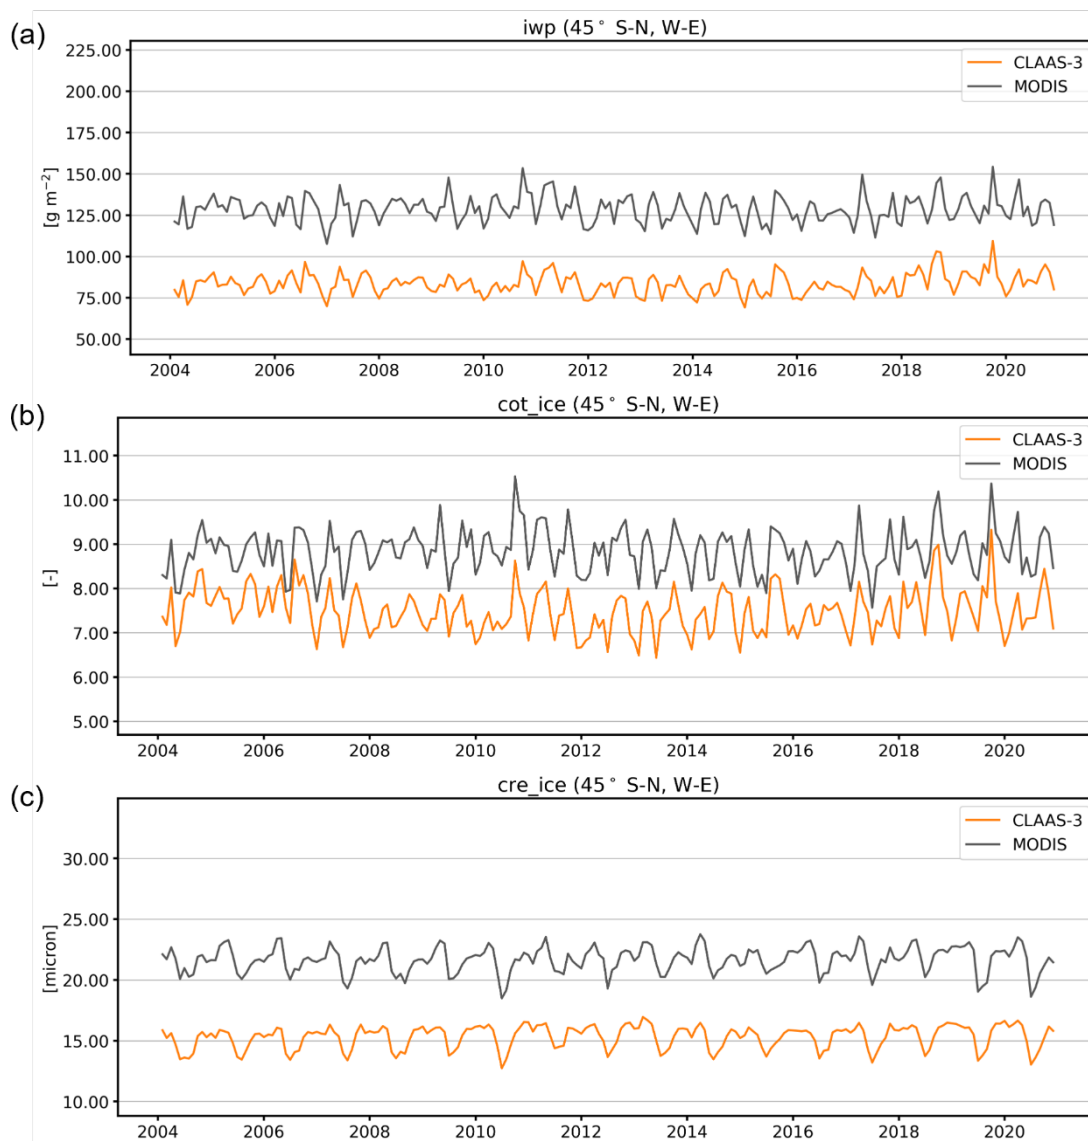 (a)
iwp (45° S-N, W-E)
225.00
200.00
175.00
150.00
125.00
100.00
75.00
50.00
[g m⁻²]
CLAAS-3
MODIS
2004 2006 2008 2010 2012 2014 2016 2018 2020
(b)
cot_ice (45° S-N, W-E)
11.00
10.00
9.00
8.00
7.00
6.00
5.00
[-]
CLAAS-3
MODIS
2004 2006 2008 2010 2012 2014 2016 2018 2020
(c)
cre_ice (45° S-N, W-E)
30.00
25.00
20.00
15.00
10.00
[micron]
CLAAS-3
MODIS
2004 2006 2008 2010 2012 2014 2016 2018 2020